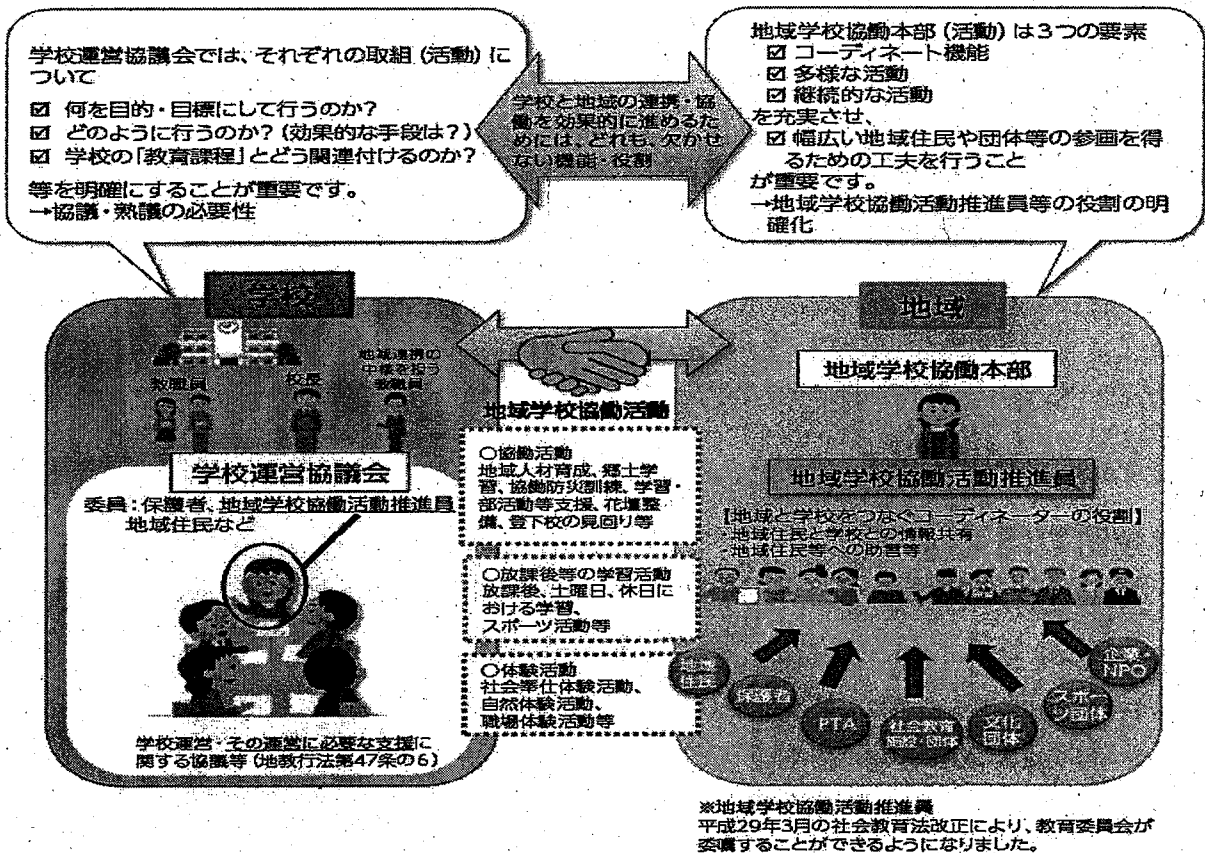 学校運営協議会では、それぞれの取組（活動）に
ついて
☑ 何を目的・目標にして行うのか？
☑ どのように行うのか？（効果的な手段は？）
☑ 学校の「教育課程」とどう関連付けるのか？
等を明確にすることが重要です。
→協議・熟議の必要性
学校と地域の連携・協
働を効果的に進めるた
めには、どれも、欠かせ
ない機能・役割
地域学校協働本部（活動）は３つの要素
☑ コーディネート機能
☑ 多様な活動
☑ 継続的な活動
を充実させ、
☑ 幅広い地域住民や団体等の参画を得
るための工夫を行うこと
が重要です。
→地域学校協働活動推進員等の役割の明
確化
学校
教職員
校長
地域連携の
中核を担う
教職員
学校運営協議会
委員：保護者、地域学校協働活動推進員、
地域住民など
学校運営・その運営に必要な支援に
関する協議等（地教行法第47条の６）
地域学校協働活動
○協働活動
地域人材育成、郷土学
習、協働防災訓練、学習・
部活動等支援、花壇整
備、登下校の見回り等
○放課後等の学習活動
放課後、土曜日、休日に
おける学習、
スポーツ活動等
○体験活動
社会奉仕体験活動、
自然体験活動、
職場体験活動等
地域
地域学校協働本部
地域学校協働活動推進員
【地域と学校をつなぐコーディネーターの役割】
・地域住民と学校との情報共有
・地域住民等への助言等
地域
住民
保護者
PTA
社会教育
施設・団体
文化
団体
スポー
ツ団体
企業・
NPO
※地域学校協働活動推進員
平成29年3月の社会教育法改正により、教育委員会が
委嘱することができるようになりました。